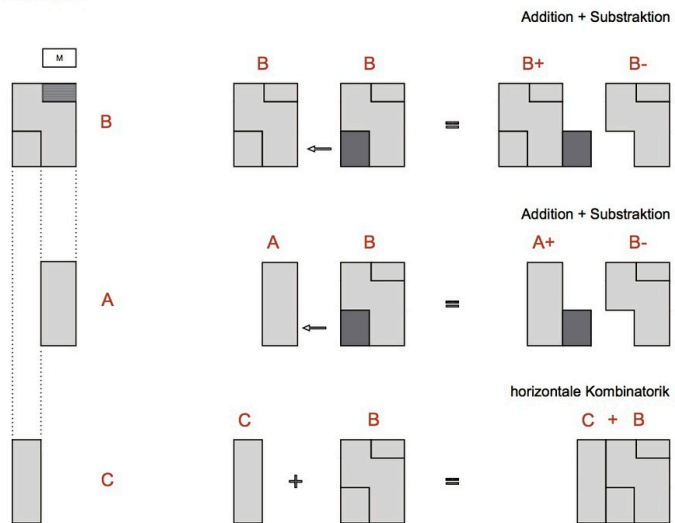 Addition + Substraktion
M
B
B B = B+ B-
Addition + Substraktion
A
A B = A+ B-
horizontale Kombinatorik
C
C + B = C + B